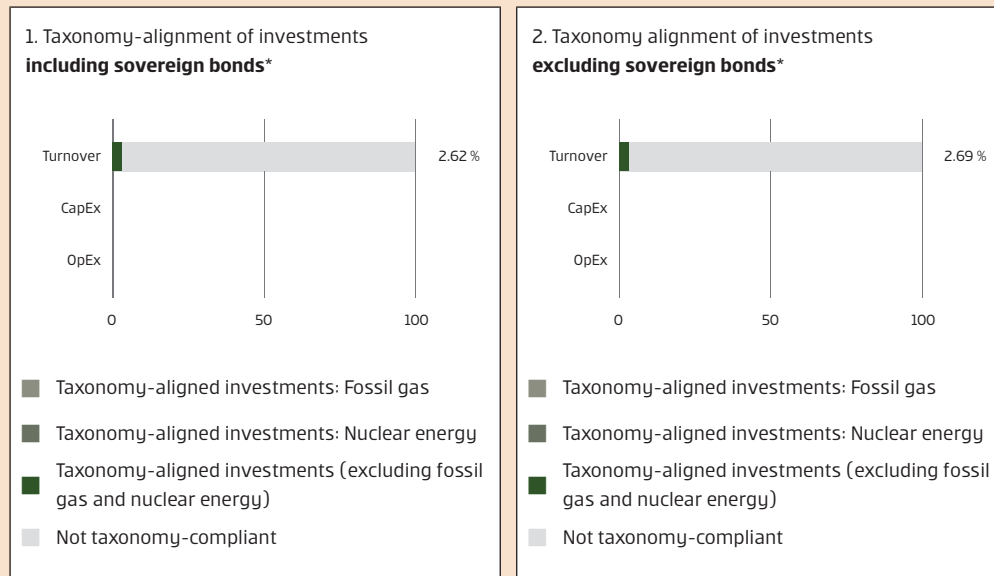 1. Taxonomy-alignment of investments
including sovereign bonds*
Turnover
2.62 %
CapEx
OpEx
0
50
100
Taxonomy-aligned investments: Fossil gas
Taxonomy-aligned investments: Nuclear energy
Taxonomy-aligned investments (excluding fossil
gas and nuclear energy)
Not taxonomy-compliant
2. Taxonomy alignment of investments
excluding sovereign bonds*
Turnover
2.69 %
CapEx
OpEx
0
50
100
Taxonomy-aligned investments: Fossil gas
Taxonomy-aligned investments: Nuclear energy
Taxonomy-aligned investments (excluding fossil
gas and nuclear energy)
Not taxonomy-compliant